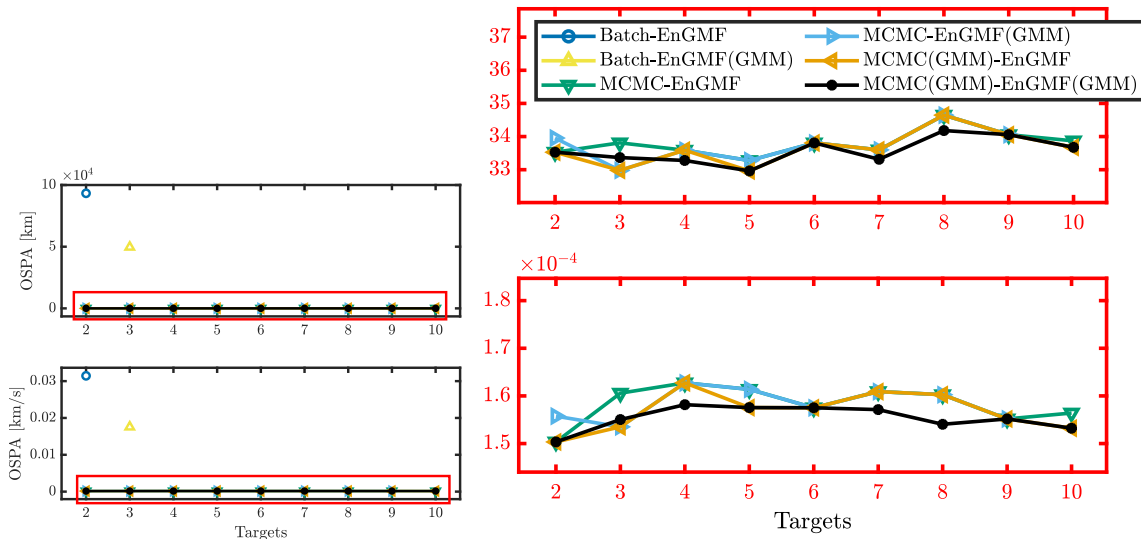 37
36
35
34
33
2 3 4 5 6 7 8 9 10
Batch-EnGMF
Batch-EnGMF(GMM)
MCMC-EnGMF
MCMC-EnGMF(GMM)
MCMC(GMM)-EnGMF
MCMC(GMM)-EnGMF(GMM)
×10⁴
OSPA [km]
10
5
0
2 3 4 5 6 7 8 9 10
OSPA [km/s]
0.03
0.02
0.01
0
2 3 4 5 6 7 8 9 10
Targets
×10⁻⁴
1.8
1.7
1.6
1.5
2 3 4 5 6 7 8 9 10
Targets